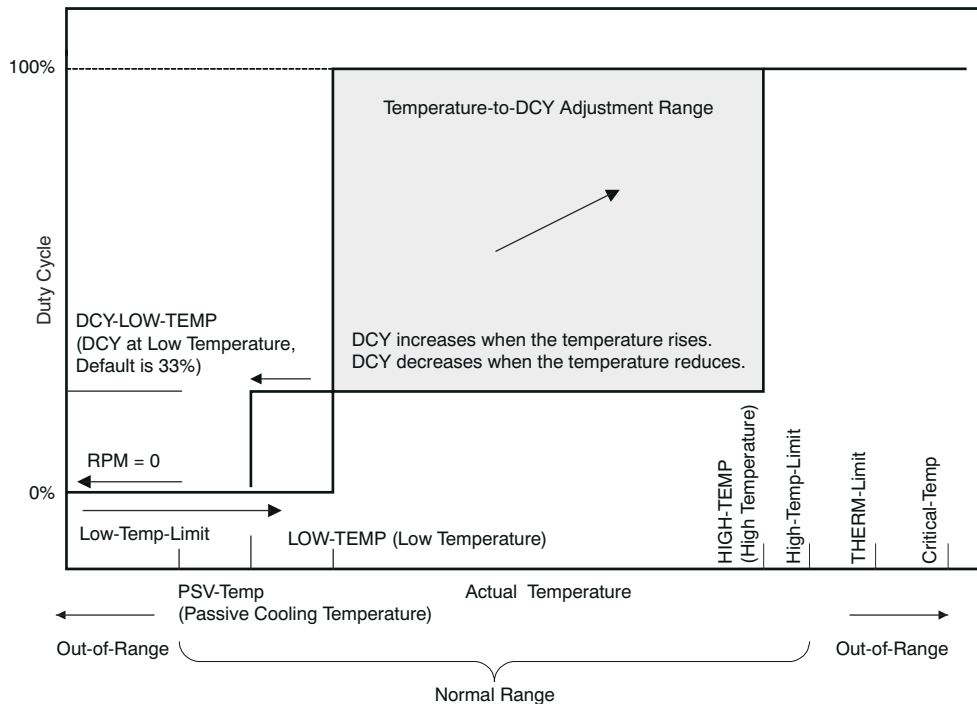 100%
Temperature-to-DCY Adjustment Range
Duty Cycle
DCY-LOW-TEMP
(DCY at Low Temperature,
Default is 33%)
DCY increases when the temperature rises.
DCY decreases when the temperature reduces.
RPM = 0
0%
Low-Temp-Limit
LOW-TEMP (Low Temperature)
HIGH-TEMP
(High Temperature)
High-Temp-Limit
THERM-Limit
Critical-Temp
PSV-Temp
(Passive Cooling Temperature)
Actual Temperature
Out-of-Range
Out-of-Range
Normal Range